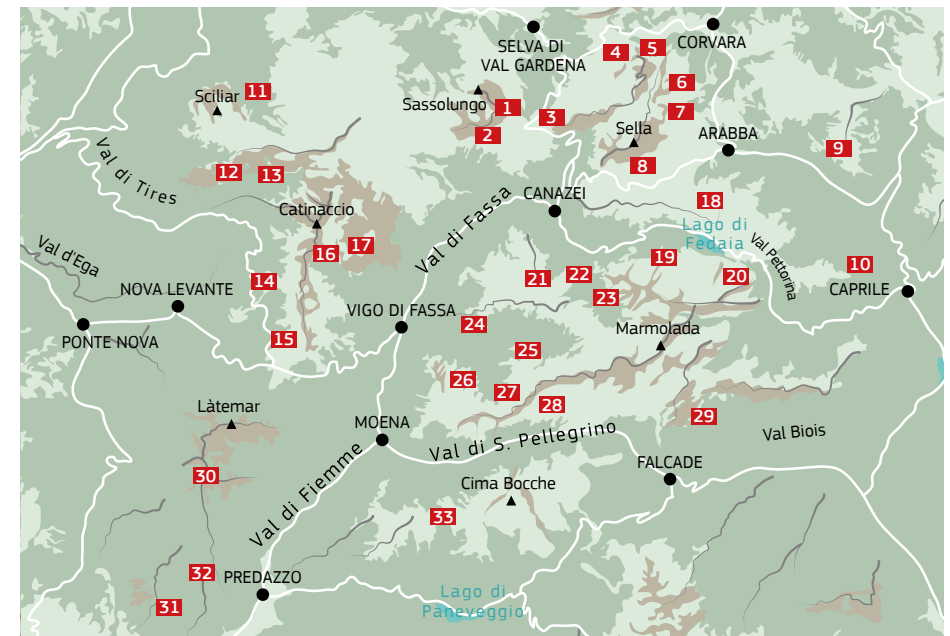 SELVA DI
VAL GARDENA
CORVARA
4
5
6
Sciliar
11
Sassolungo
1
3
7
2
Sella
ARABBA
9
8
Val di Tires
12
13
CANAZEI
18
Catinaccio
Val di Fassa
Lago di
Fedaia
Val d'Ega
16
17
19
Val Pettorina
10
14
21
22
20
NOVA LEVANTE
23
CAPRILE
VIGO DI FASSA
24
Marmolada
PONTE NOVA
15
25
26
27
28
Làtemar
29
MOENA
Val di S. Pellegrino
Val Biois
30
FALCADE
Val di Fiemme
Cima Bocche
33
32
PREDAZZO
31
Lago di
Paneveggio